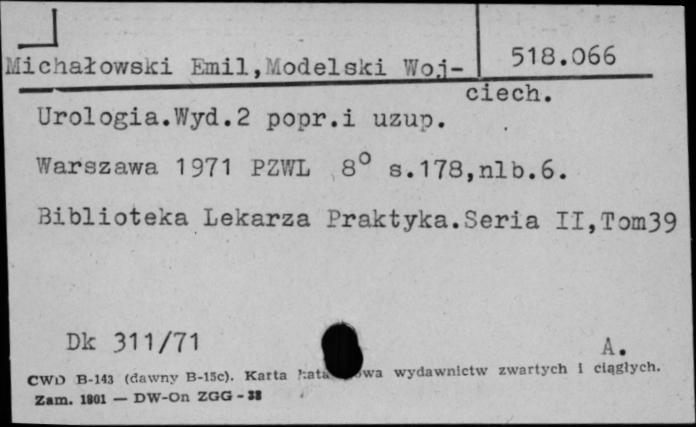 518.066
Michałowski Emil,Modelski Woj-
ciech.
Urologia.Wyd.2 popr.i uzup.
Warszawa 1971 PZWL 8° s.178,nlb.6.
Biblioteka Lekarza Praktyka.Seria II,Tom39
Dk 311/71
A.
CWD B-143 (dawny B-15c). Karta wydawnictw zwartych i ciągłych.
Zam. 1801 — DW-On ZGG - 38